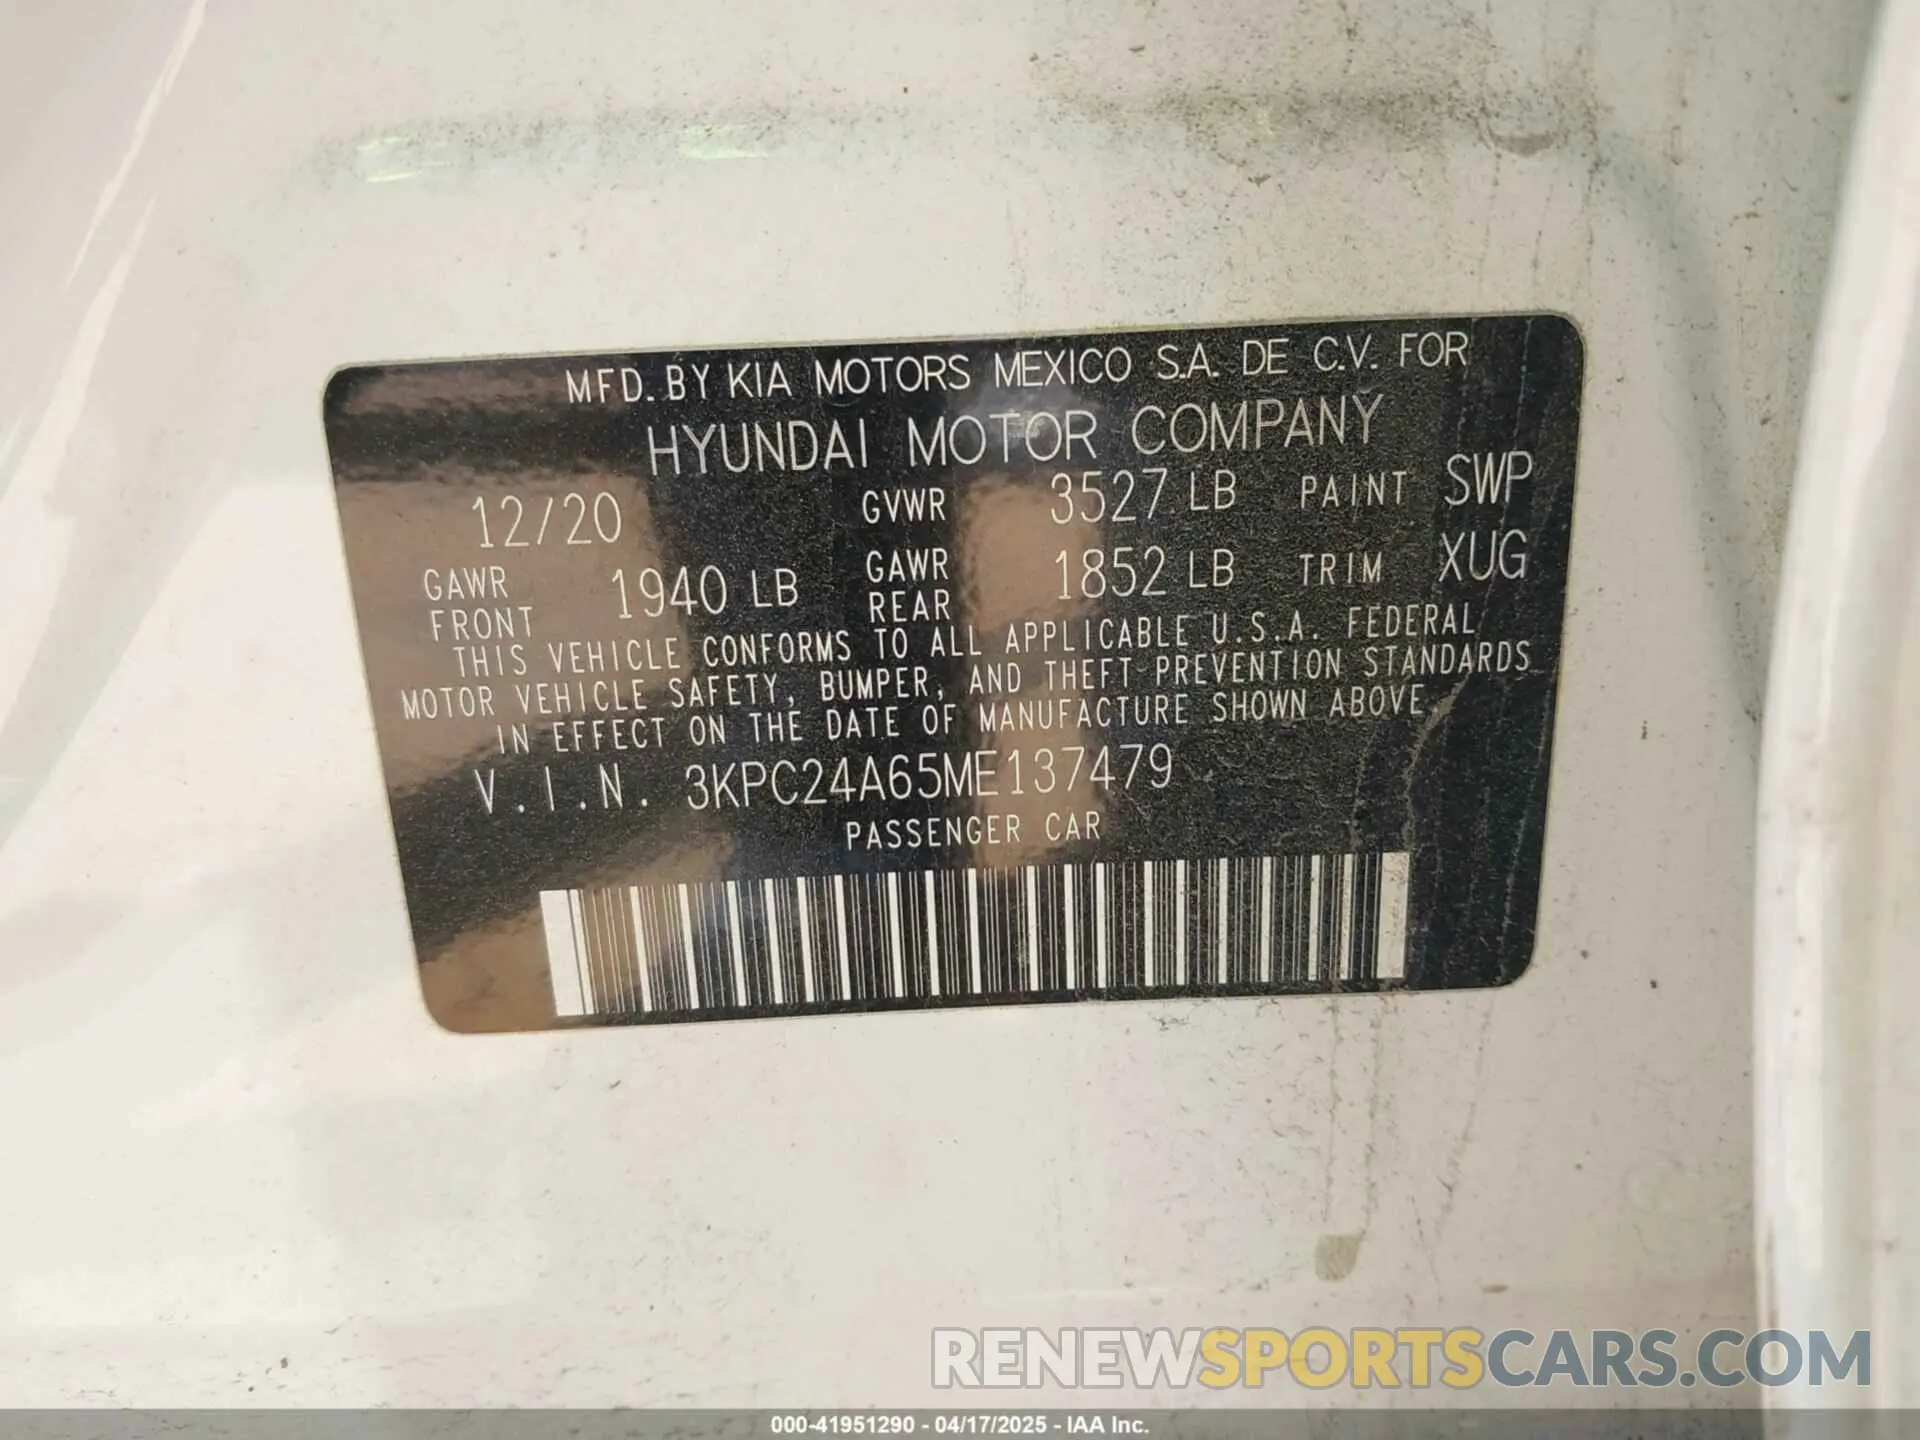 MFD. BY KIA MOTORS MEXICO S.A. DE C.V. FOR
HYUNDAI MOTOR COMPANY
12/20 GVWR 3527 LB PAINT SWP
GAWR FRONT 1940 LB GAWR REAR 1852 LB TRIM XUG
THIS VEHICLE CONFORMS TO ALL APPLICABLE U.S.A. FEDERAL
MOTOR VEHICLE SAFETY, BUMPER, AND THEFT PREVENTION STANDARDS
IN EFFECT ON THE DATE OF MANUFACTURE SHOWN ABOVE.
V.I.N. 3KPC24A65ME137479
PASSENGER CAR
RENEWSPORTSCARS.COM
000-41951290 - 04/17/2025 - IAA Inc.